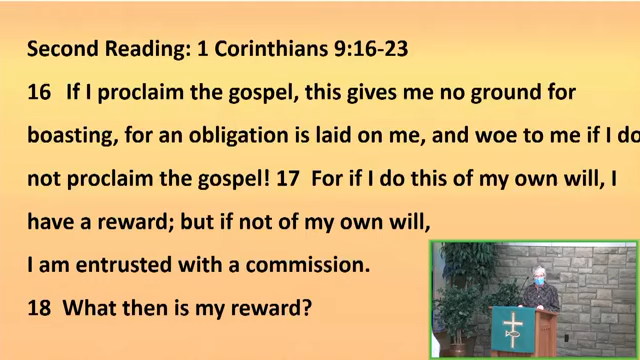 Second Reading: 1 Corinthians 9:16-23
16 If I proclaim the gospel, this gives me no ground for
boasting, for an obligation is laid on me, and woe to me if I do
not proclaim the gospel! 17 For if I do this of my own will, I
have a reward; but if not of my own will,
I am entrusted with a commission.
18 What then is my reward?